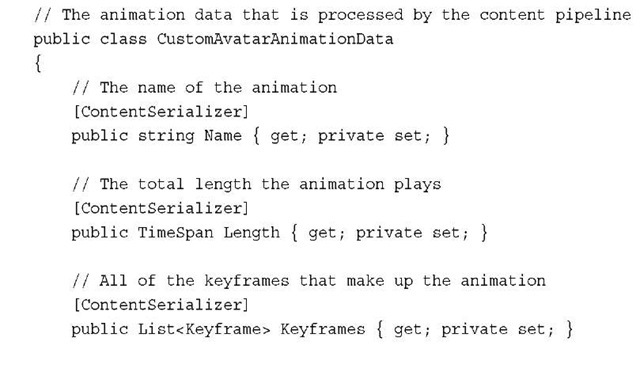 // The animation data that is processed by the content pipeline
public class CustomAvatarAnimationData
{
// The name of the animation
[ContentSerializer]
public string Name { get; private set; }
// The total length the animation plays
[ContentSerializer]
public TimeSpan Length { get; private set; }
// All of the keyframes that make up the animation
[ContentSerializer]
public List<Keyframe> Keyframes { get; private set; }